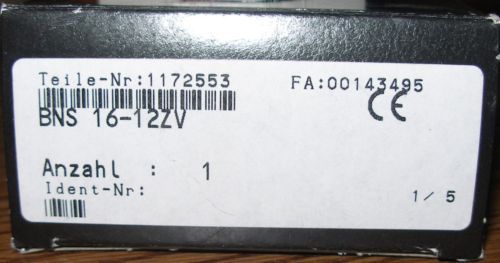 Teile-Nr:1172553 FA:00143495
CE
BNS 16-12ZV
Anzahl : 1
Ident-Nr:
1/ 5